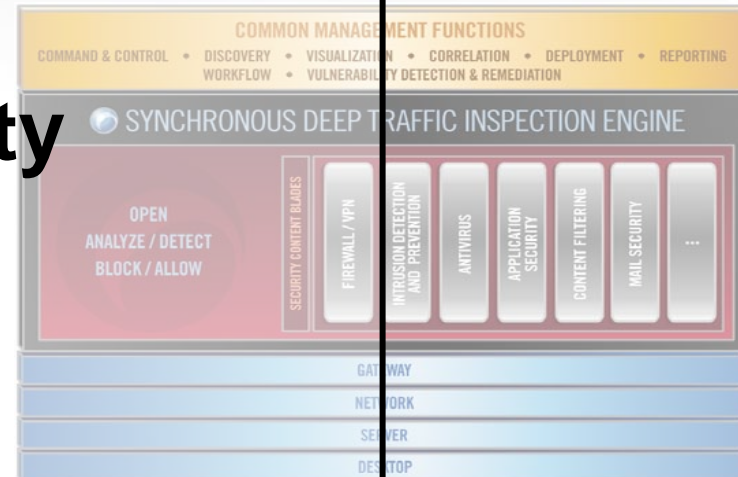 COMMON MANAGEMENT FUNCTIONS
COMMAND & CONTROL • DISCOVERY • VISUALIZATION • CORRELATION • DEPLOYMENT • REPORTING
WORKFLOW • VULNERABILITY DETECTION & REMEDIATION
ty
SYNCHRONOUS DEEP TRAFFIC INSPECTION ENGINE
OPEN
ANALYZE / DETECT
BLOCK / ALLOW
SECURITY CONTENT BLADES
FIREWALL / VPN
INTRUSION DETECTION
AND PREVENTION
ANTIVIRUS
APPLICATION
SECURITY
CONTENT FILTERING
MAIL SECURITY
...
GATEWAY
NETWORK
SERVER
DESKTOP